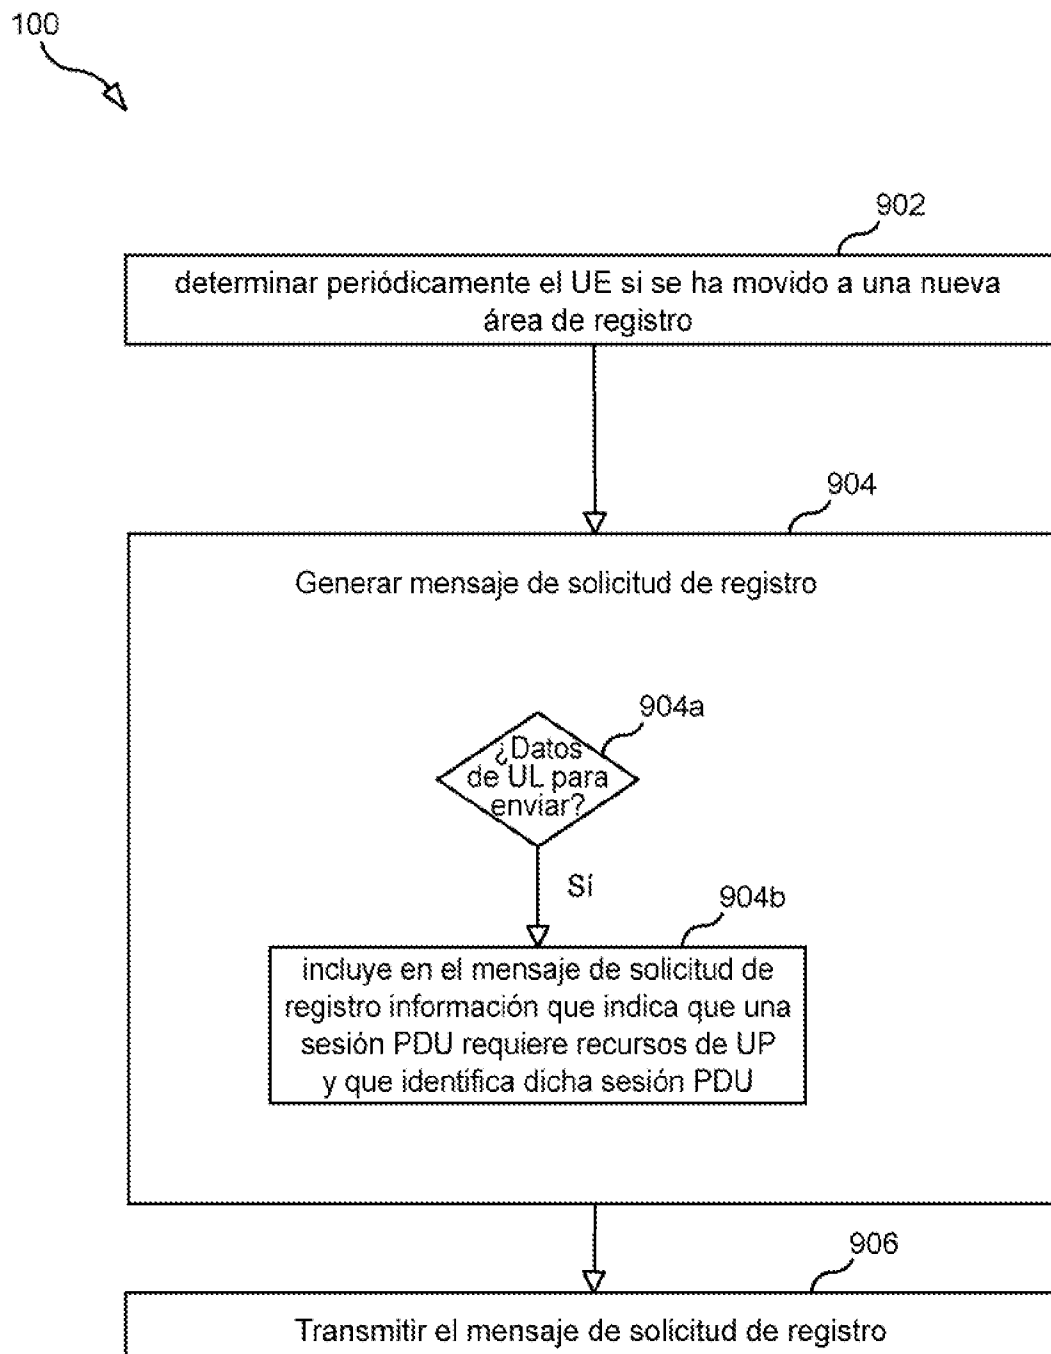 100
902
determinar periódicamente el UE si se ha movido a una nueva
área de registro
904
Generar mensaje de solicitud de registro
904a
¿Datos
de UL para
enviar?
Sí
904b
incluye en el mensaje de solicitud de
registro información que indica que una
sesión PDU requiere recursos de UP
y que identifica dicha sesión PDU
906
Transmitir el mensaje de solicitud de registro